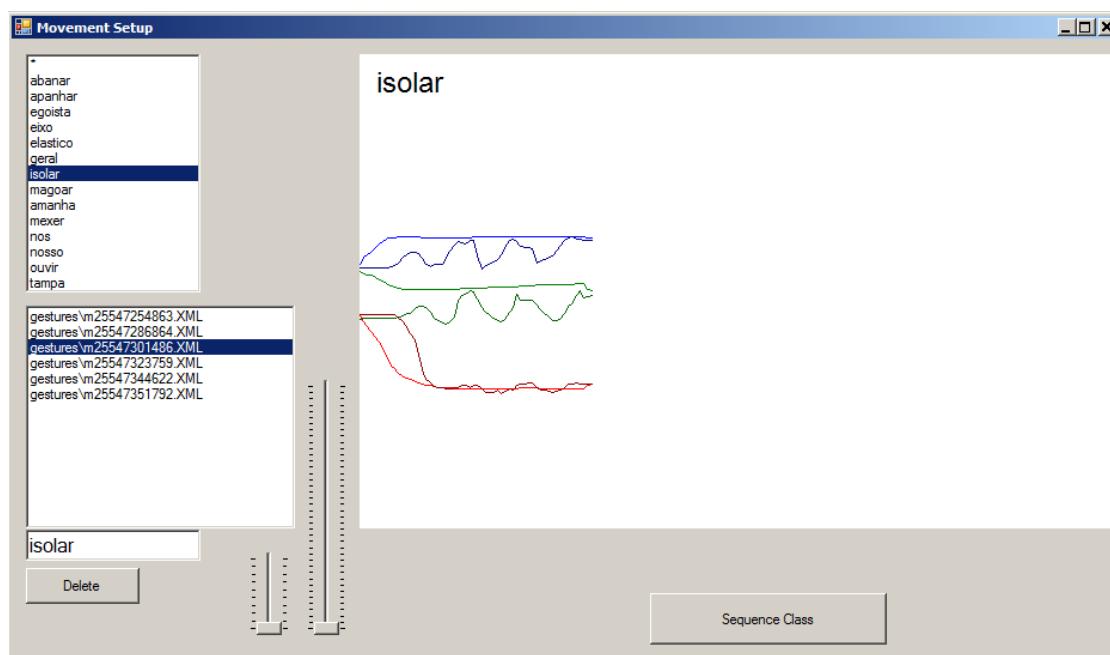 Movement Setup
*
abanar
apanhar
egoista
eixo
elastico
geral
isolar
magoar
amanha
mexer
nos
nosso
ouvir
tampa
gestures\m25547254863.XML
gestures\m25547286864.XML
gestures\m25547301486.XML
gestures\m25547323759.XML
gestures\m25547344622.XML
gestures\m25547351792.XML
isolar
Delete
isolar
Sequence Class